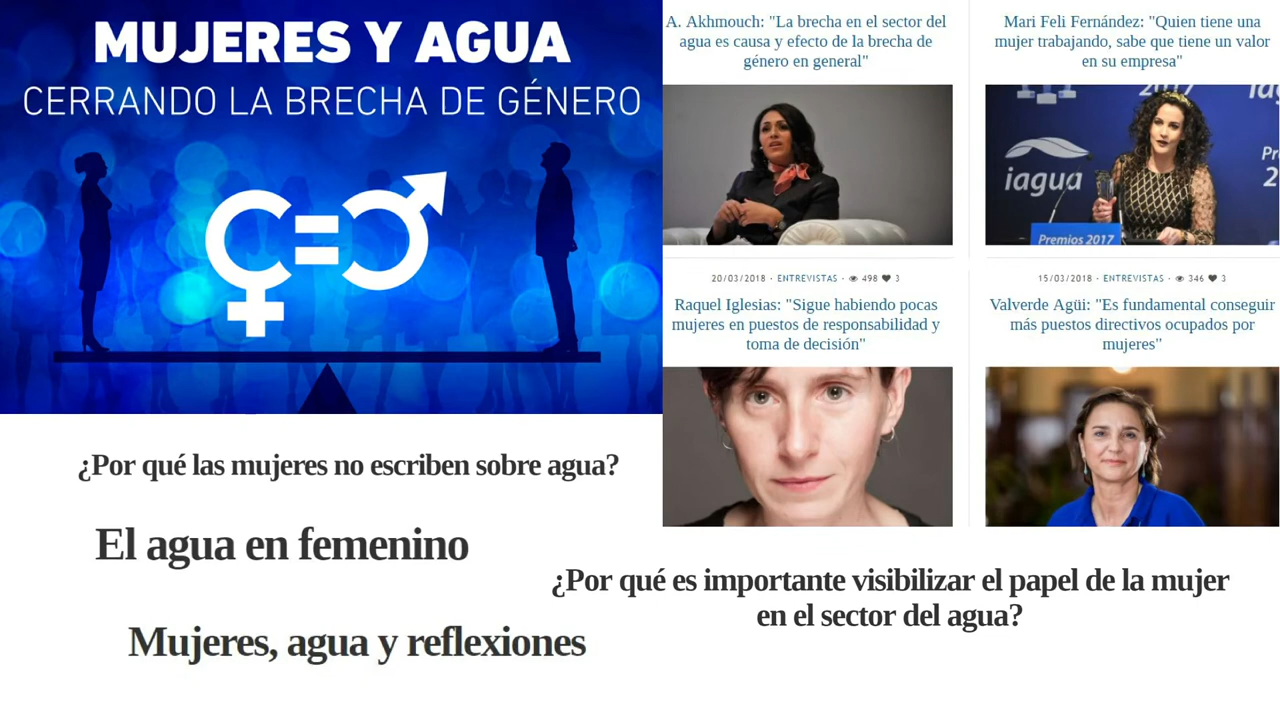 MUJERES Y AGUA
CERRANDO LA BRECHA DE GÉNERO
A. Akhmouch: "La brecha en el sector del
agua es causa y efecto de la brecha de
género en general"
Mari Feli Fernández: "Quien tiene una
mujer trabajando, sabe que tiene un valor
en su empresa"
2017
iagua
Premios 2017
20/03/2018 · ENTREVISTAS · 498 3
Raquel Iglesias: "Sigue habiendo pocas
mujeres en puestos de responsabilidad y
toma de decisión"
15/03/2018 · ENTREVISTAS · 346 3
Valverde Agüi: "Es fundamental conseguir
más puestos directivos ocupados por
mujeres"
¿Por qué las mujeres no escriben sobre agua?
El agua en femenino
Mujeres, agua y reflexiones
¿Por qué es importante visibilizar el papel de la mujer
en el sector del agua?